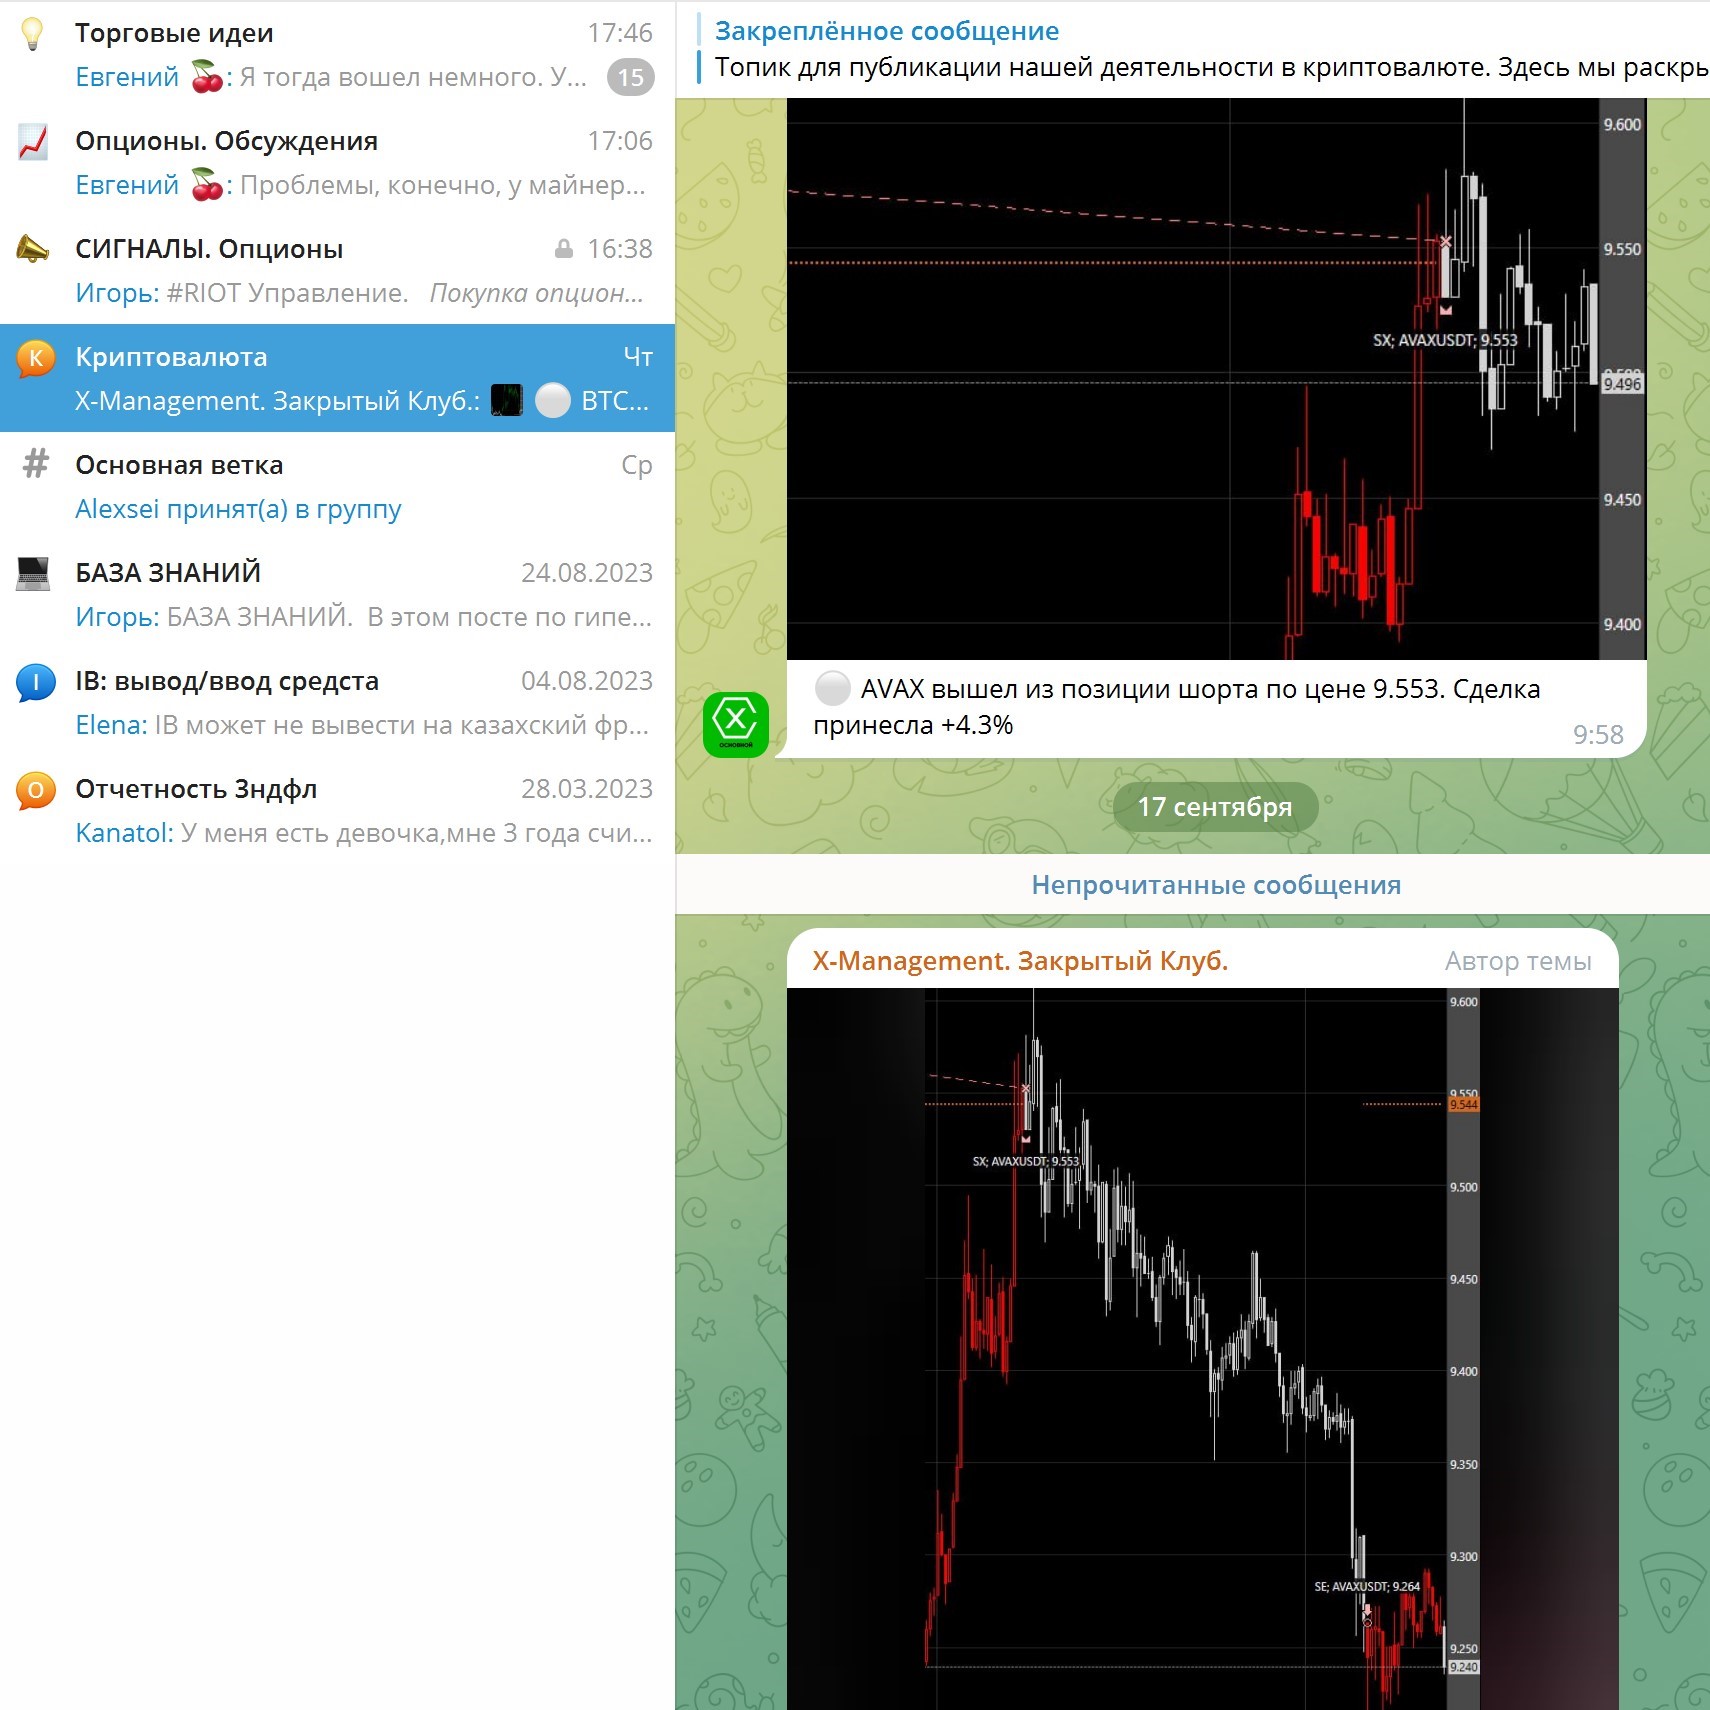 Торговые идеи 17:46
Евгений 🍒: Я тогда вошел немного. У... 15
Опционы. Обсуждения 17:06
Евгений 🍒: Проблемы, конечно, у майнер...
СИГНАЛЫ. Опционы 16:38
Игорь: #RIOT Управление. Покупка опцион...
К
Криптовалюта Чт
X-Management. Закрытый Клуб.: BTC...
# Основная ветка Ср
Alexsei принят(а) в группу
БАЗА ЗНАНИЙ 24.08.2023
Игорь: БАЗА ЗНАНИЙ. В этом посте по гипе...
I
IB: вывод/ввод средста 04.08.2023
Elena: IB может не вывести на казахский фр...
О
Отчетность 3ндфл 28.03.2023
Kanatol: У меня есть девочка,мне 3 года счи...
Закреплённое сообщение
Топик для публикации нашей деятельности в криптовалюте. Здесь мы раскры
9.600
9.550
SX; AVAXUSDT; 9.553
9.496
9.450
9.400
AVAX вышел из позиции шорта по цене 9.553. Сделка
принесла +4.3%
9:58
X
ОСНОВНОЙ
17 сентября
Непрочитанные сообщения
X-Management. Закрытый Клуб. Автор темы
9.600
9.550
9.544
SX; AVAXUSDT; 9.553
9.500
9.450
9.400
9.350
9.300
SE; AVAXUSDT; 9.264
9.250
9.240